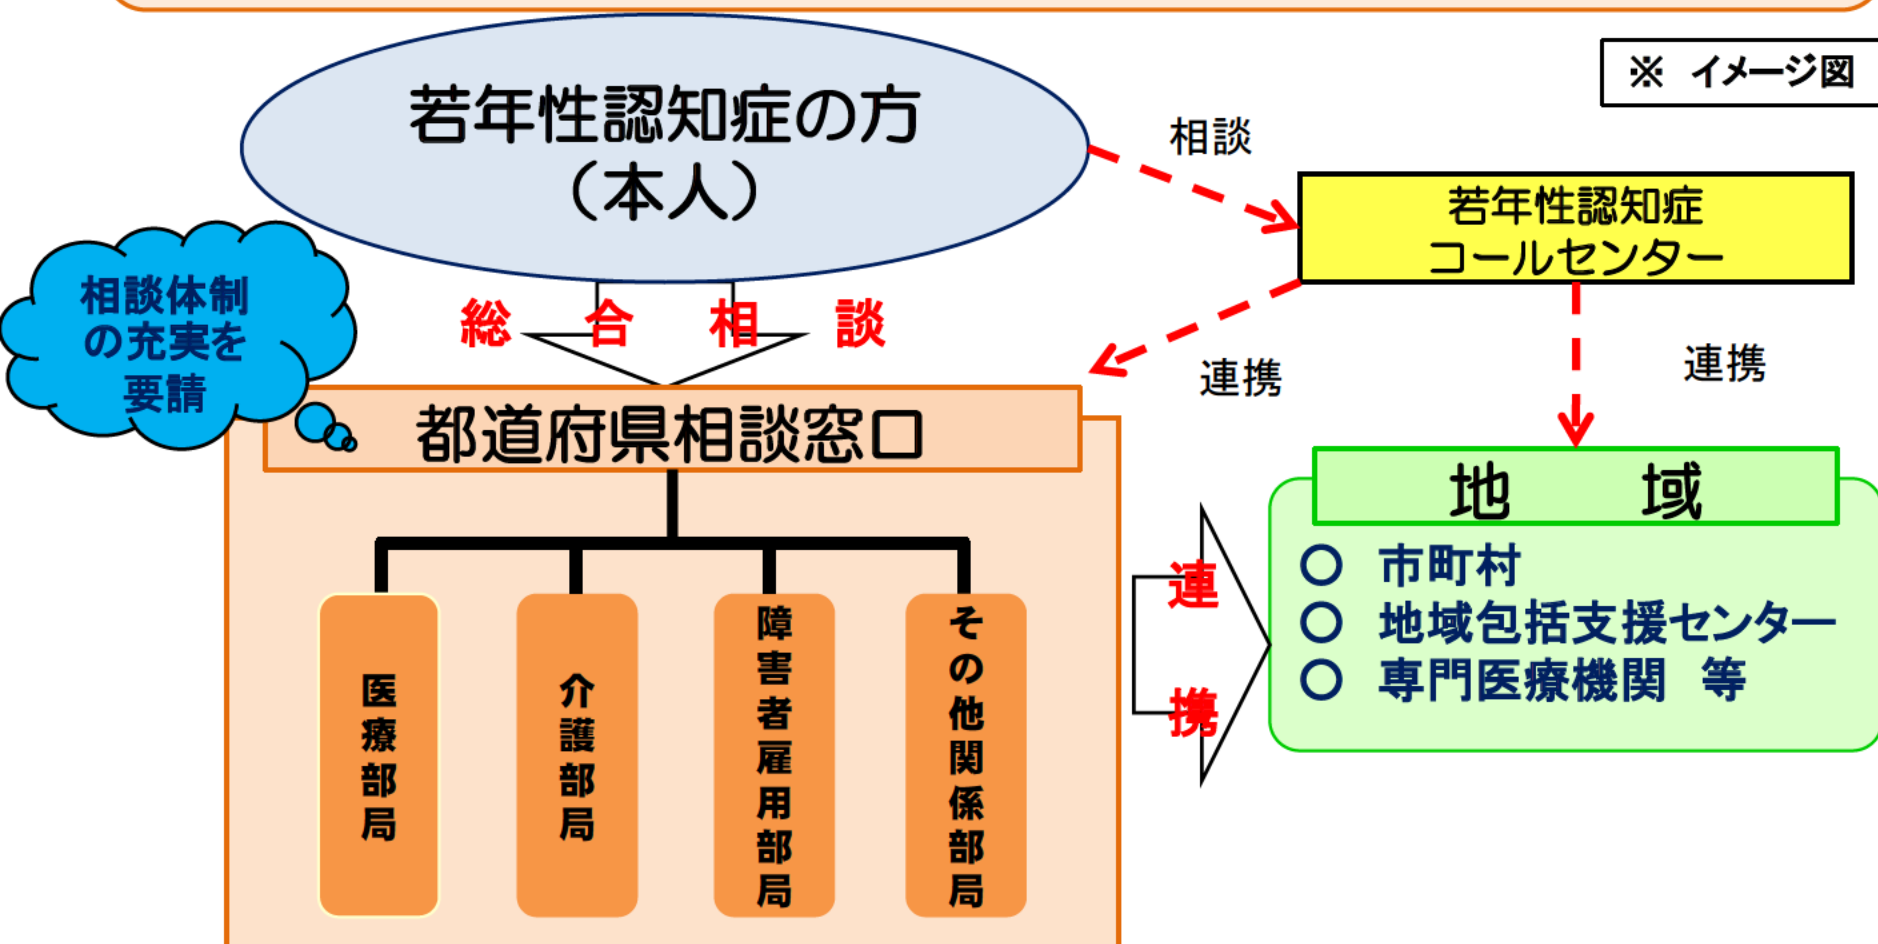 ※ イメージ図
若年性認知症の方
（本人）
相談
若年性認知症
コールセンター
相談体制
の充実を
要請
総合相談
連携
連携
都道府県相談窓口
地域
○ 市町村
○ 地域包括支援センター
○ 専門医療機関 等
連携
医療部局
介護部局
障害者雇用部局
その他関係部局